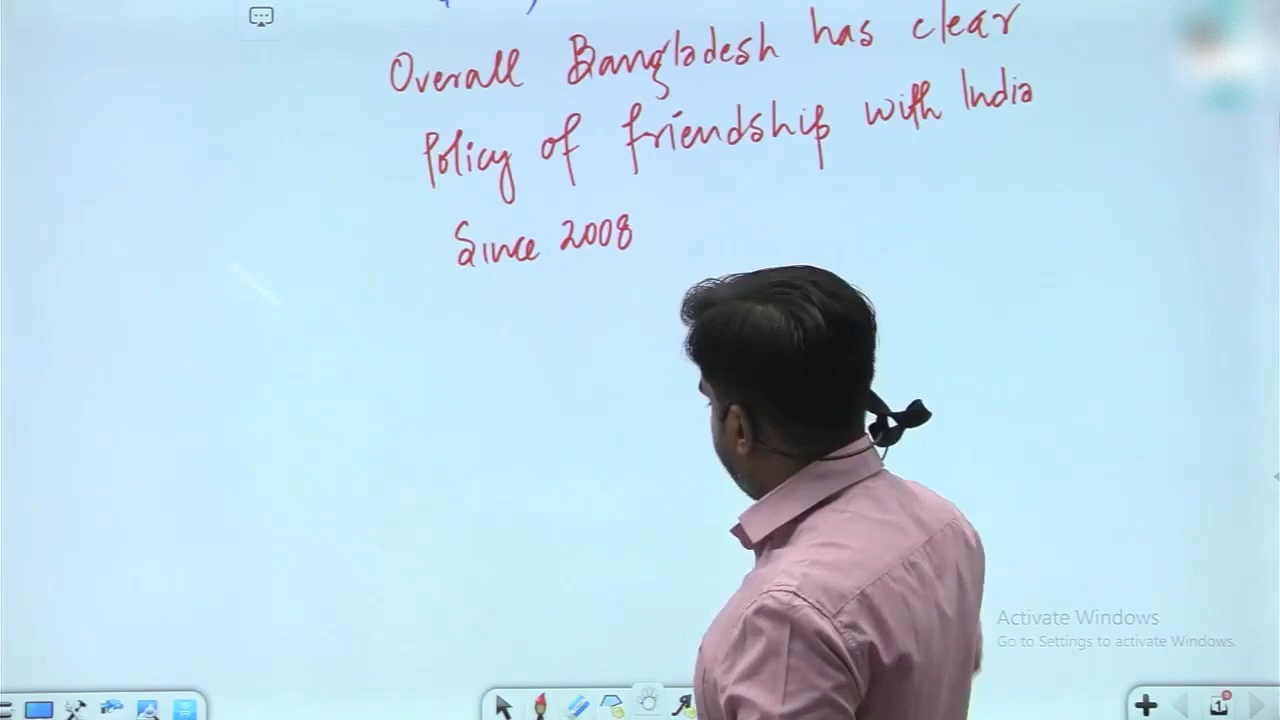 Overall Bangladesh has clear
Policy of friendship with India
Since 2008
Activate Windows
Go to Settings to activate Windows.
1